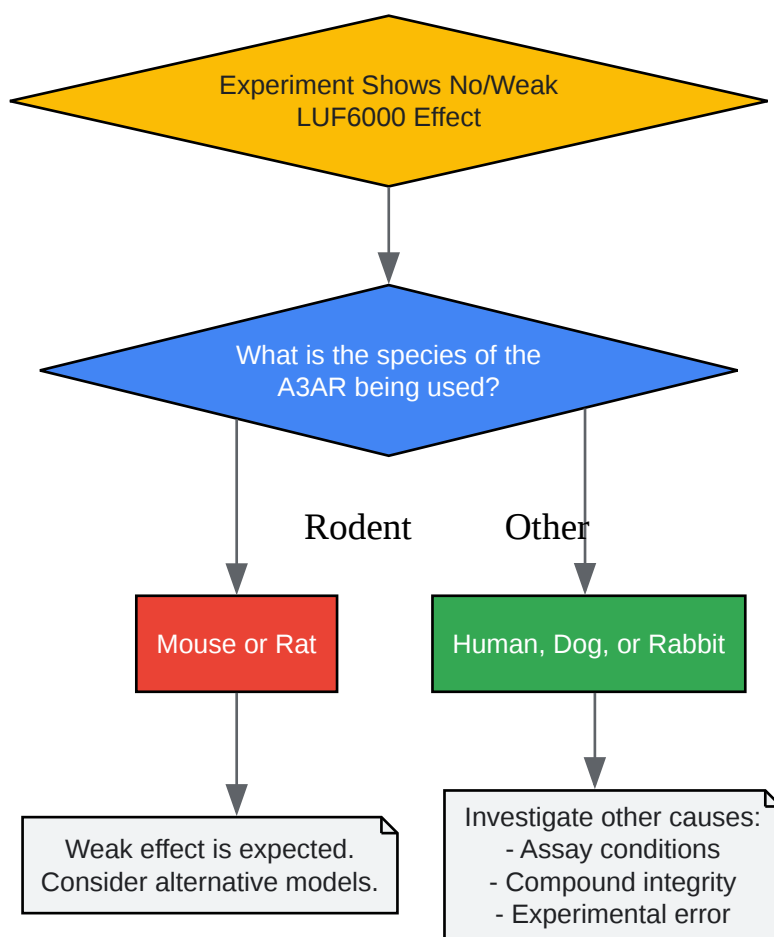 Experiment Shows No/Weak
LUF6000 Effect
What is the species of the
A3AR being used?
Rodent
Other
Mouse or Rat
Human, Dog, or Rabbit
Weak effect is expected.
Consider alternative models.
Investigate other causes:
- Assay conditions
- Compound integrity
- Experimental error